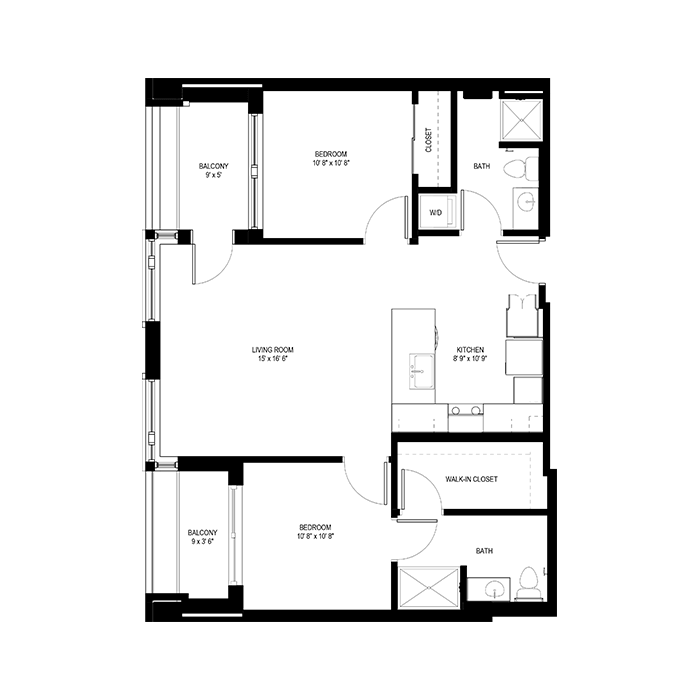 BEDROOM
10' 8" x 10' 8"
CLOSET
BATH
BALCONY
9' x 5'
W/D
LIVING ROOM
15' x 16' 6"
KITCHEN
8' 9" x 10' 9"
WALK-IN CLOSET
BEDROOM
10' 8" x 10' 8"
BALCONY
9 x 3' 6"
BATH